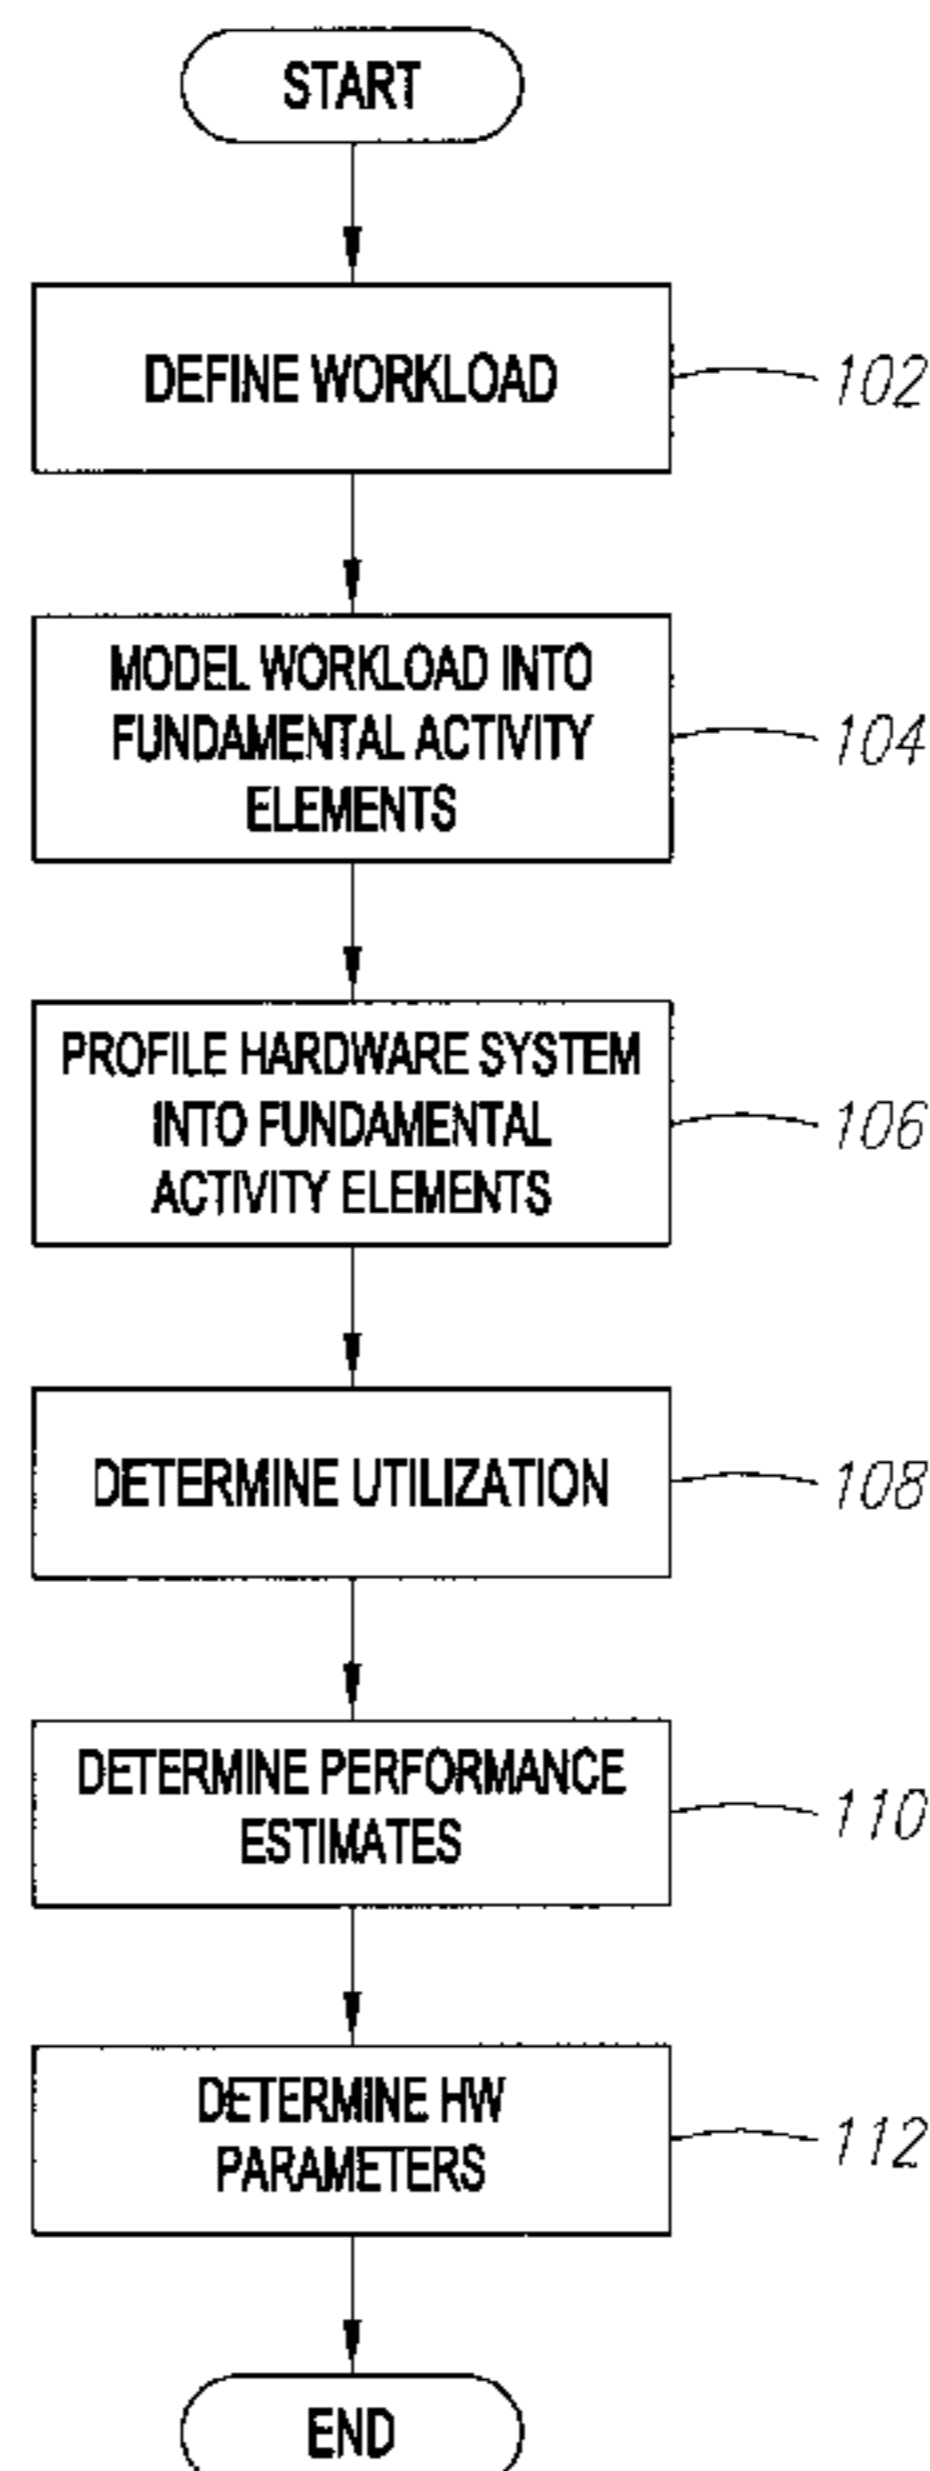 START
DEFINE WORKLOAD
102
MODEL WORKLOAD INTO
FUNDAMENTAL ACTIVITY
ELEMENTS
104
PROFILE HARDWARE SYSTEM
INTO FUNDAMENTAL
ACTIVITY ELEMENTS
106
DETERMINE UTILIZATION
108
DETERMINE PERFORMANCE
ESTIMATES
110
DETERMINE HW
PARAMETERS
112
END